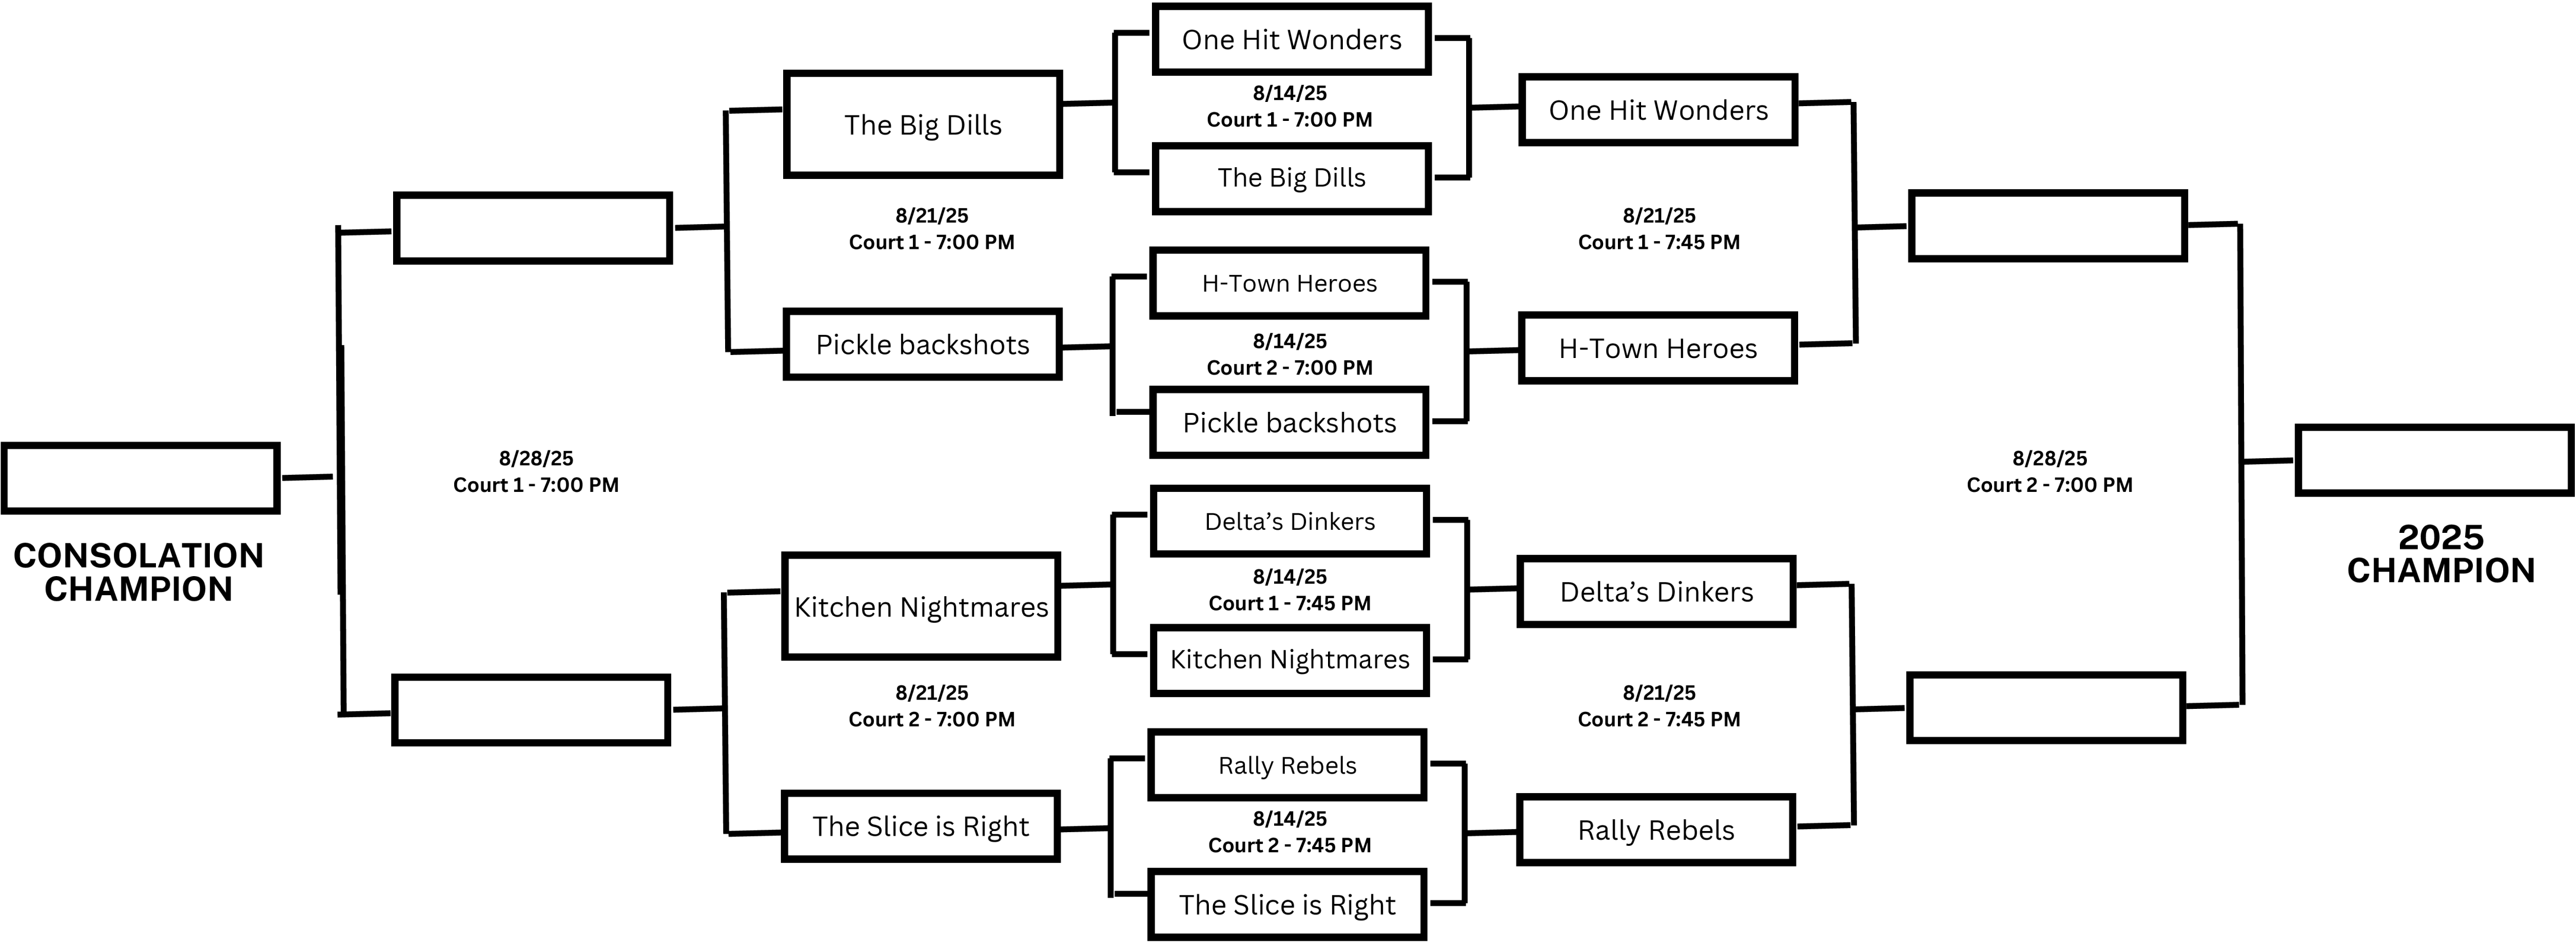 One Hit Wonders
8/14/25
Court 1 - 7:00 PM
The Big Dills
H-Town Heroes
8/14/25
Court 2 - 7:00 PM
Pickle backshots
Delta’s Dinkers
8/14/25
Court 1 - 7:45 PM
Kitchen Nightmares
Rally Rebels
8/14/25
Court 2 - 7:45 PM
The Slice is Right
The Big Dills
8/21/25
Court 1 - 7:00 PM
Pickle backshots
Kitchen Nightmares
8/21/25
Court 2 - 7:00 PM
The Slice is Right
8/28/25
Court 1 - 7:00 PM
CONSOLATION
CHAMPION
One Hit Wonders
8/21/25
Court 1 - 7:45 PM
H-Town Heroes
Delta’s Dinkers
8/21/25
Court 2 - 7:45 PM
Rally Rebels
8/28/25
Court 2 - 7:00 PM
2025
CHAMPION